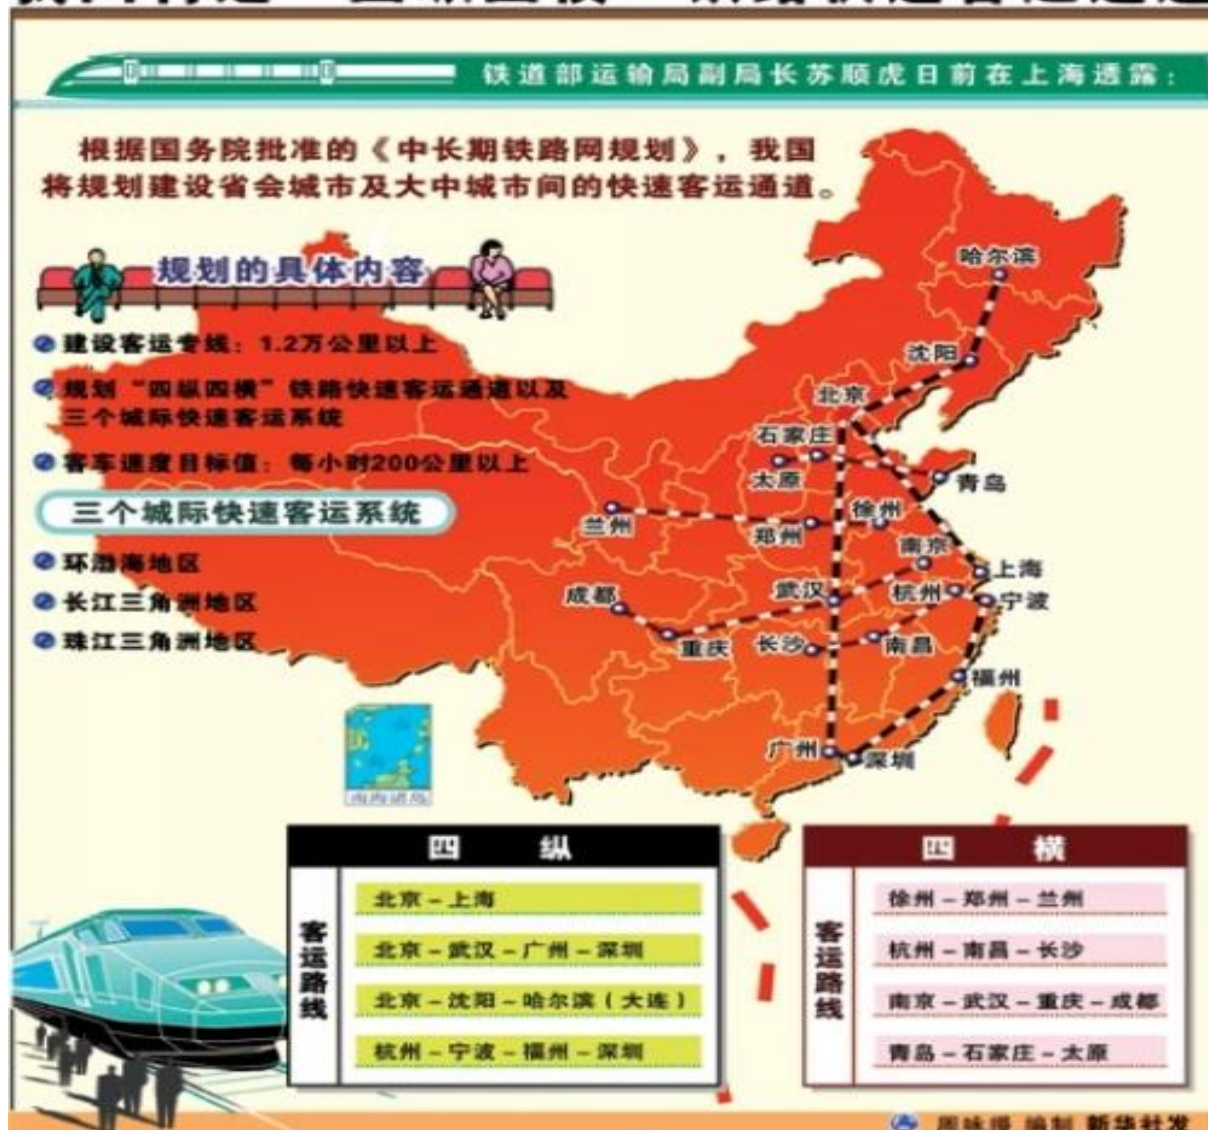 铁道部运输局副局长苏顺虎日前在上海透露：
根据国务院批准的《中长期铁路网规划》，我国
将规划建设省会城市及大中城市间的快速客运通道。
规划的具体内容
建设客运专线：1.2万公里以上
规划“四纵四横”铁路快速客运通道以及
三个城际快速客运系统
客车速度目标值：每小时200公里以上
三个城际快速客运系统
环渤海地区
长江三角洲地区
珠江三角洲地区
哈尔滨
沈阳
北京
石家庄
太原
青岛
兰州
郑州
徐州
南京
上海
成都
武汉
杭州
宁波
重庆
长沙
南昌
福州
广州
深圳
南海诸岛
四 纵
客运路线
北京－上海
北京－武汉－广州－深圳
北京－沈阳－哈尔滨（大连）
杭州－宁波－福州－深圳
四 横
客运路线
徐州－郑州－兰州
杭州－南昌－长沙
南京－武汉－重庆－成都
青岛－石家庄－太原
编制 新华社发